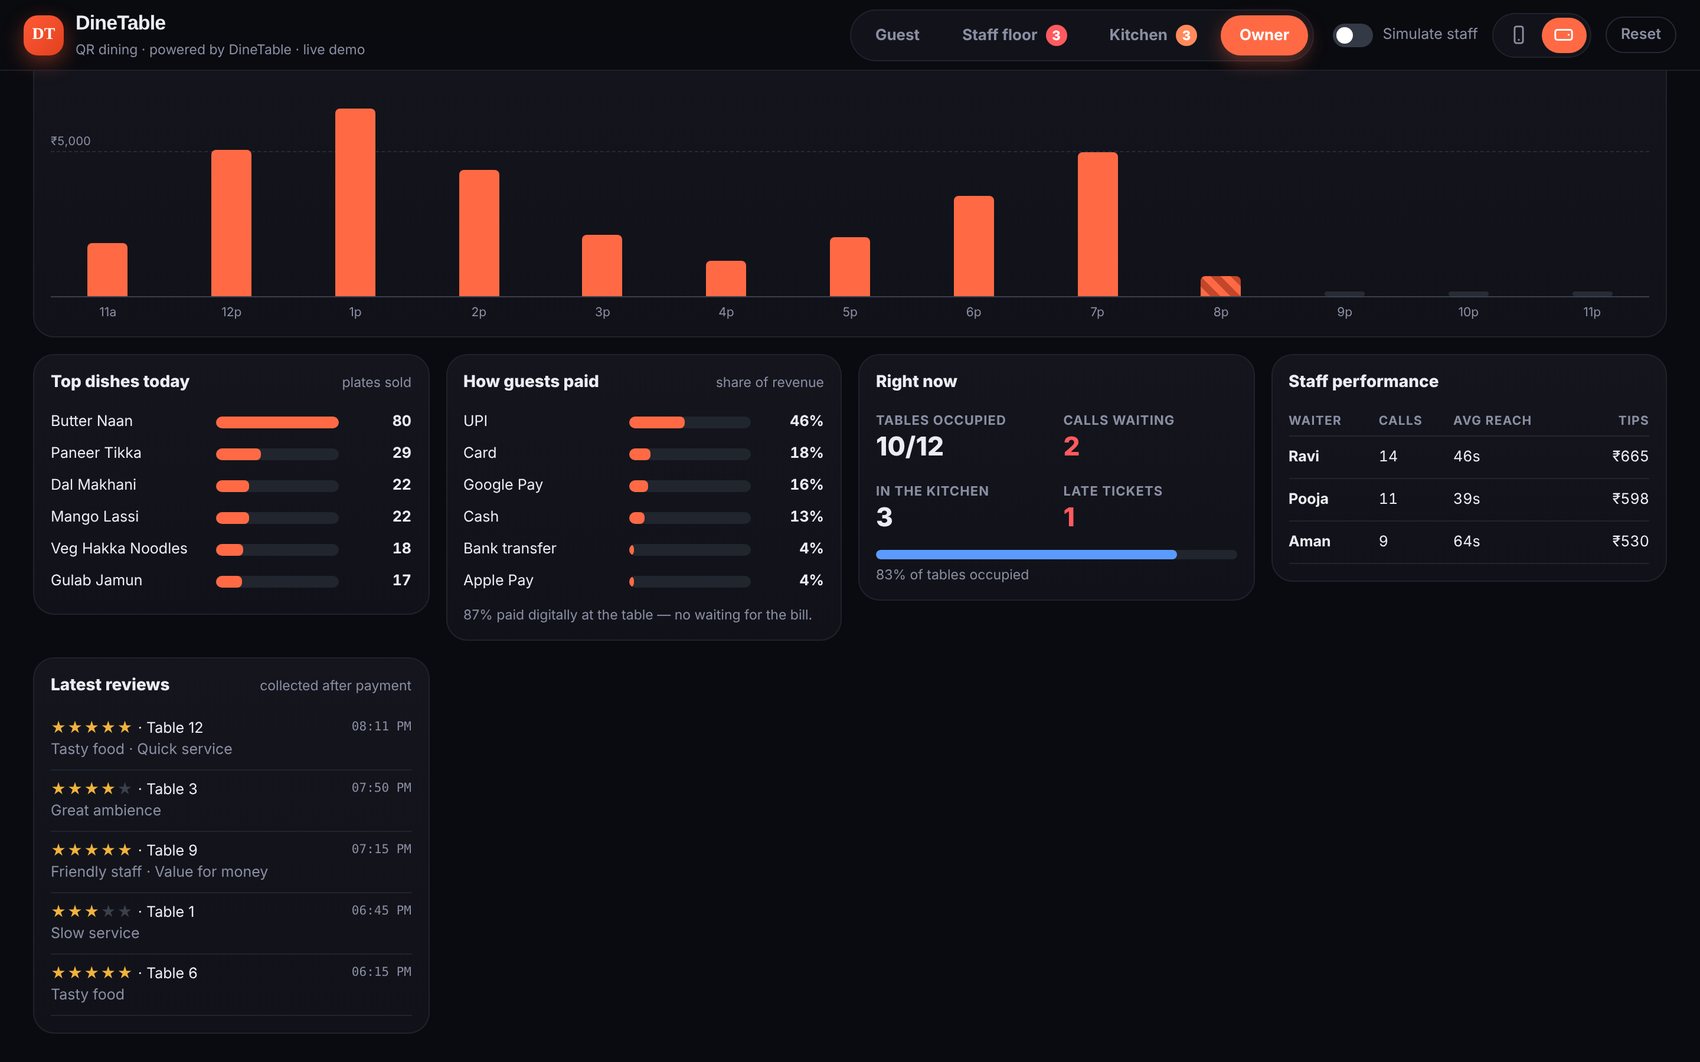 DT
DineTable
QR dining · powered by DineTable · live demo
Guest
Staff floor 3
Kitchen 3
Owner
Simulate staff
Reset
₹5,000
11a 12p 1p 2p 3p 4p 5p 6p 7p 8p 9p 10p 11p
Top dishes today plates sold
Butter Naan 80
Paneer Tikka 29
Dal Makhani 22
Mango Lassi 22
Veg Hakka Noodles 18
Gulab Jamun 17
How guests paid share of revenue
UPI 46%
Card 18%
Google Pay 16%
Cash 13%
Bank transfer 4%
Apple Pay 4%
87% paid digitally at the table — no waiting for the bill.
Right now
TABLES OCCUPIED CALLS WAITING
10/12 2
IN THE KITCHEN LATE TICKETS
3 1
83% of tables occupied
Staff performance
WAITER CALLS AVG REACH TIPS
Ravi 14 46s ₹665
Pooja 11 39s ₹598
Aman 9 64s ₹530
Latest reviews collected after payment
★★★★★ · Table 12 08:11 PM
Tasty food · Quick service
★★★★★ · Table 3 07:50 PM
Great ambience
★★★★★ · Table 9 07:15 PM
Friendly staff · Value for money
★★★★★ · Table 1 06:45 PM
Slow service
★★★★★ · Table 6 06:15 PM
Tasty food